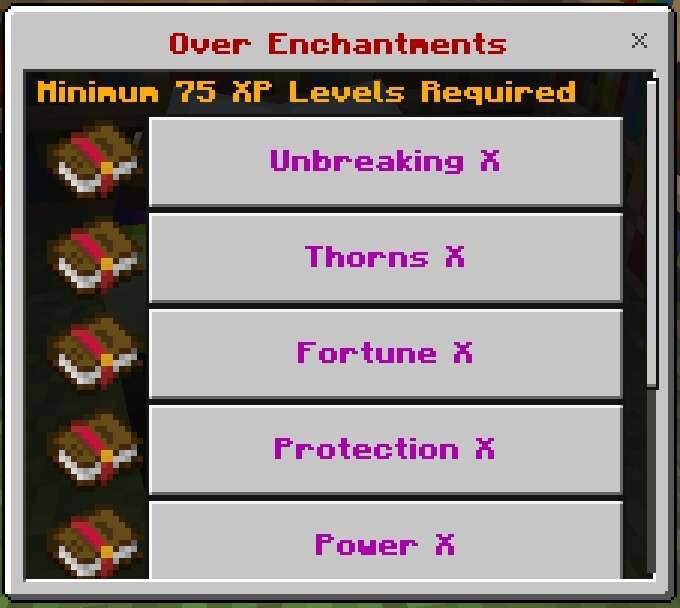 Over Enchantments
Minimum 75 XP Levels Required
Unbreaking X
Thorns X
Fortune X
Protection X
Power X